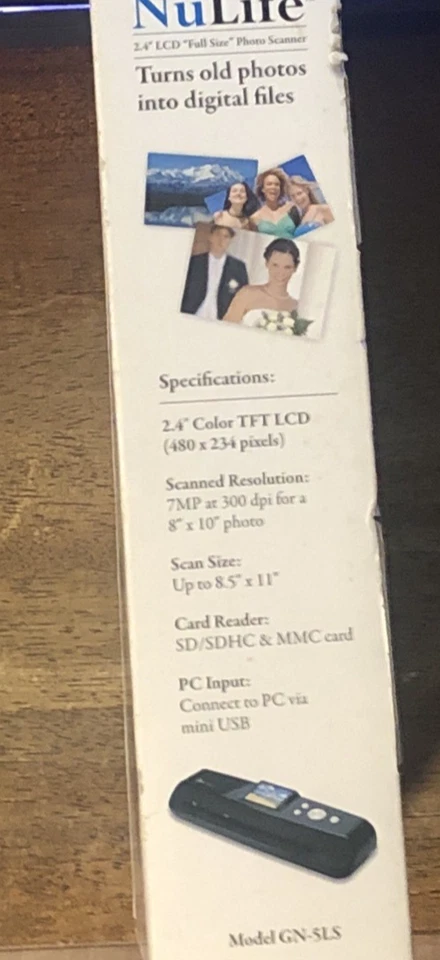 NuLife
2.4" LCD "Full Size" Photo Scanner
Turns old photos
into digital files
Specifications:
2.4" Color TFT LCD
(480 x 234 pixels)
Scanned Resolution:
7MP at 300 dpi for a
8" x 10" photo
Scan Size:
Up to 8.5" x 11"
Card Reader:
SD/SDHC & MMC card
PC Input:
Connect to PC via
mini USB
Model GN-5LS